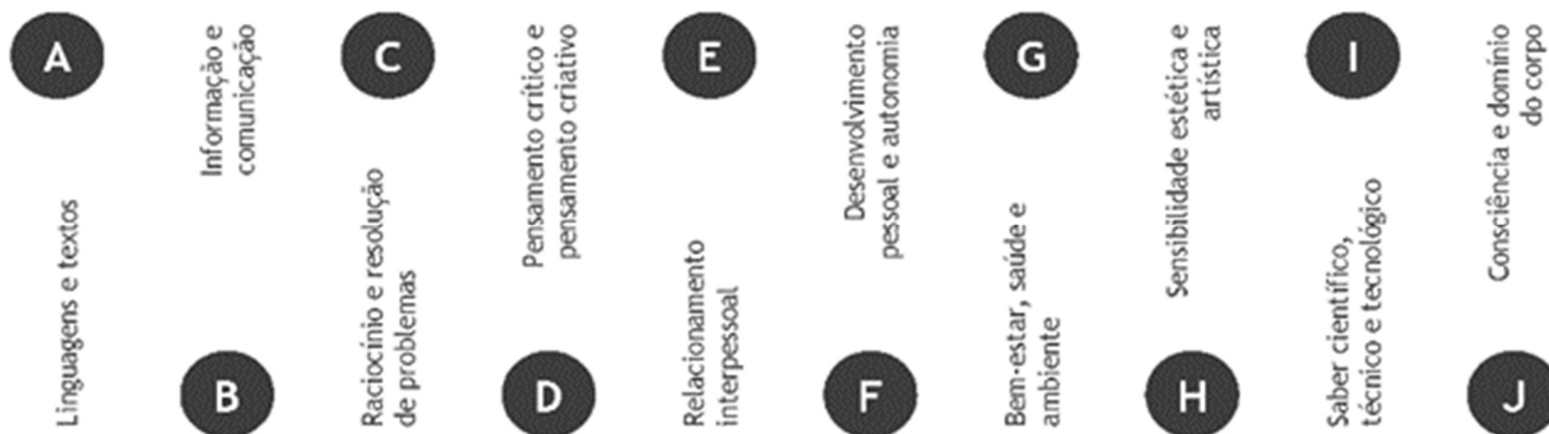 A
Linguagens e textos
B
Informação e
comunicação
C
Raciocínio e resolução
de problemas
D
Pensamento crítico e
pensamento criativo
E
Relacionamento
interpessoal
F
Desenvolvimento
pessoal e autonomia
G
Bem-estar, saúde e
ambiente
H
Sensibilidade estética e
artística
I
Saber científico,
técnico e tecnológico
J
Consciência e domínio
do corpo